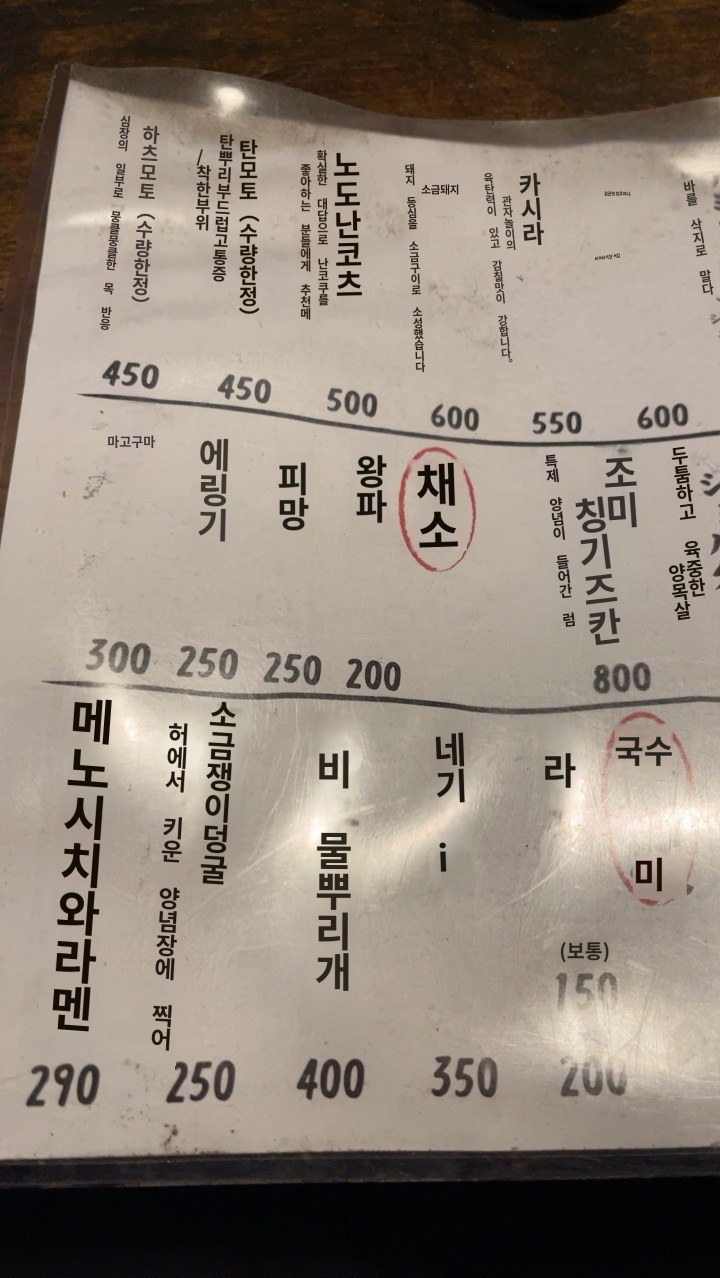 하츠모토 (수량한정)
심장의 일부로 뭉클뭉클한 목 반응
450
탄모토 (수량한정)
탄뿌리부드럽고통증
/착한부위
450
노도난코츠
확실한 대답으로 난코쿠를
좋아하는 분들에게 추천메
500
소금돼지
돼지 등심을 소금구이로 소성했습니다
600
카시라
관자놀이의
육탄력이 있고 감칠맛이 강합니다。
550
600
바를 삭지로 말다
마고구마
300
에링기
250
피망
250
왕파
200
채소
조미
칭기즈칸
특제 양념이 들어간 럼
800
두툼하고 육중한
양목살
메노시치와라멘
290
소금쟁이덩굴
허에서 키운 양념장에 찍어
250
비 물뿌리개
400
네기 i
350
라
(보통)
150
200
국수
미